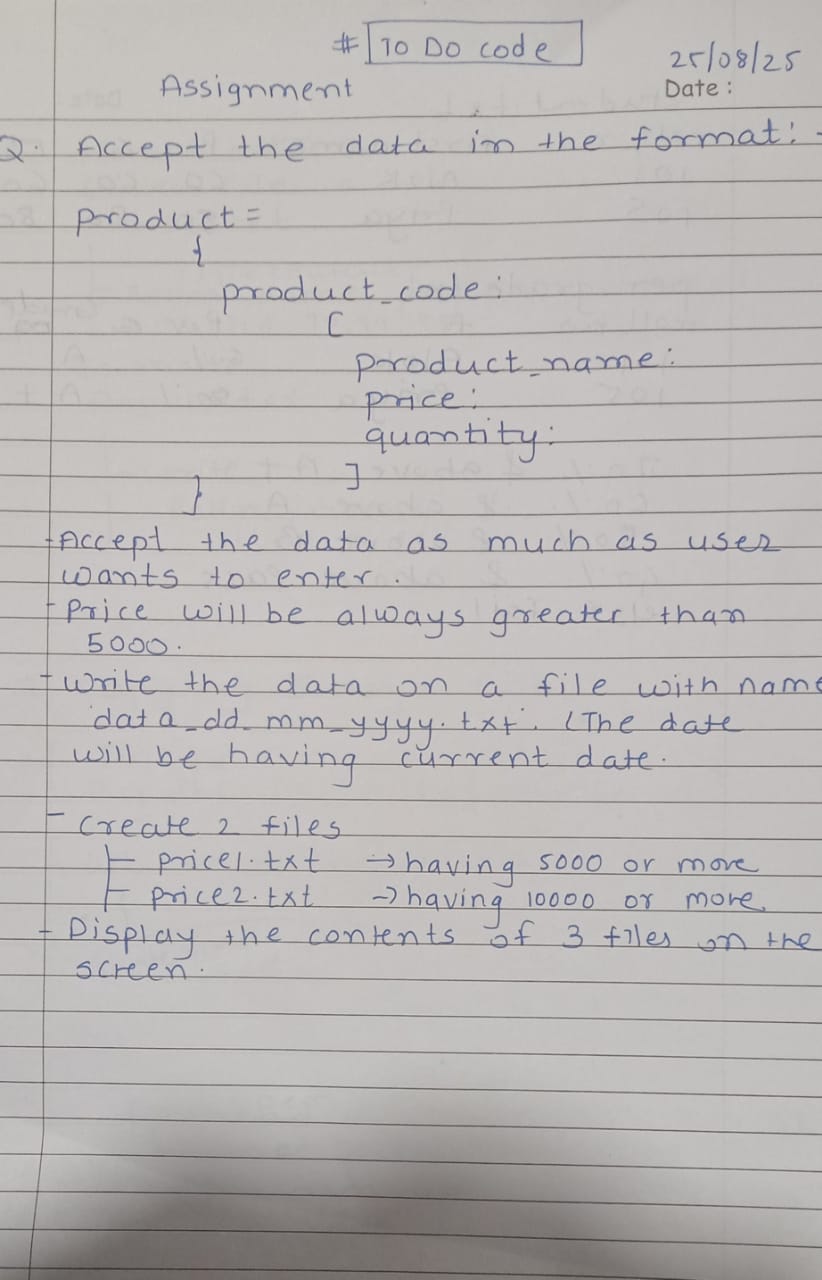 # To Do code
25/08/25
Assignment
Date:
Q. Accept the data in the format:-
product =
{
product_code:
[
product_name:
price:
quantity:
]
}
- Accept the data as much as user
wants to enter.
- Price will be always greater than
5000.
- Write the data on a file with name
data_dd_mm_yyyy.txt. (The date
will be having current date.
- Create 2 files
price1.txt → having 5000 or more
price2.txt → having 10000 or more.
- Display the contents of 3 files on the
screen.